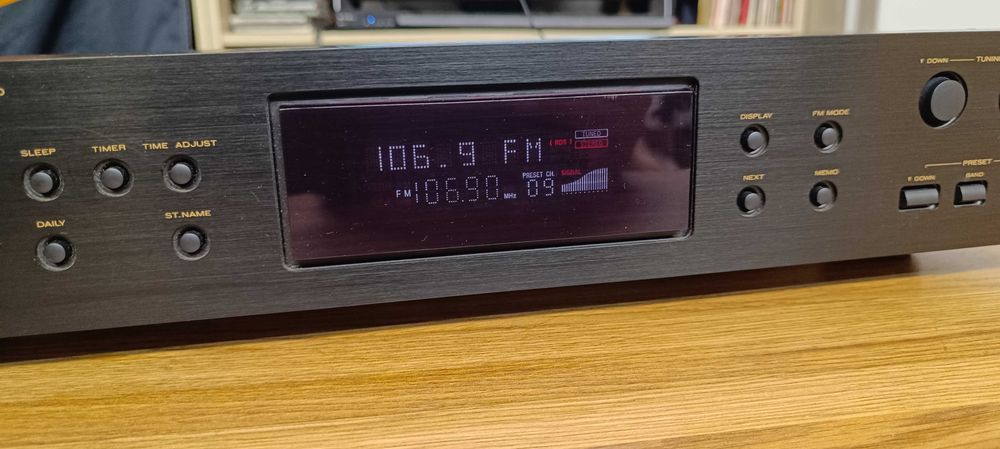 SLEEP
TIMER
TIME ADJUST
DAILY
ST.NAME
106.9 FM
(RDS)
TUNED
STEREO
FM 106.90 MHz
PRESET CH.
09
SIGNAL
DISPLAY
FM MODE
NEXT
MEMO
DOWN
PRESET
DOWN
BAND